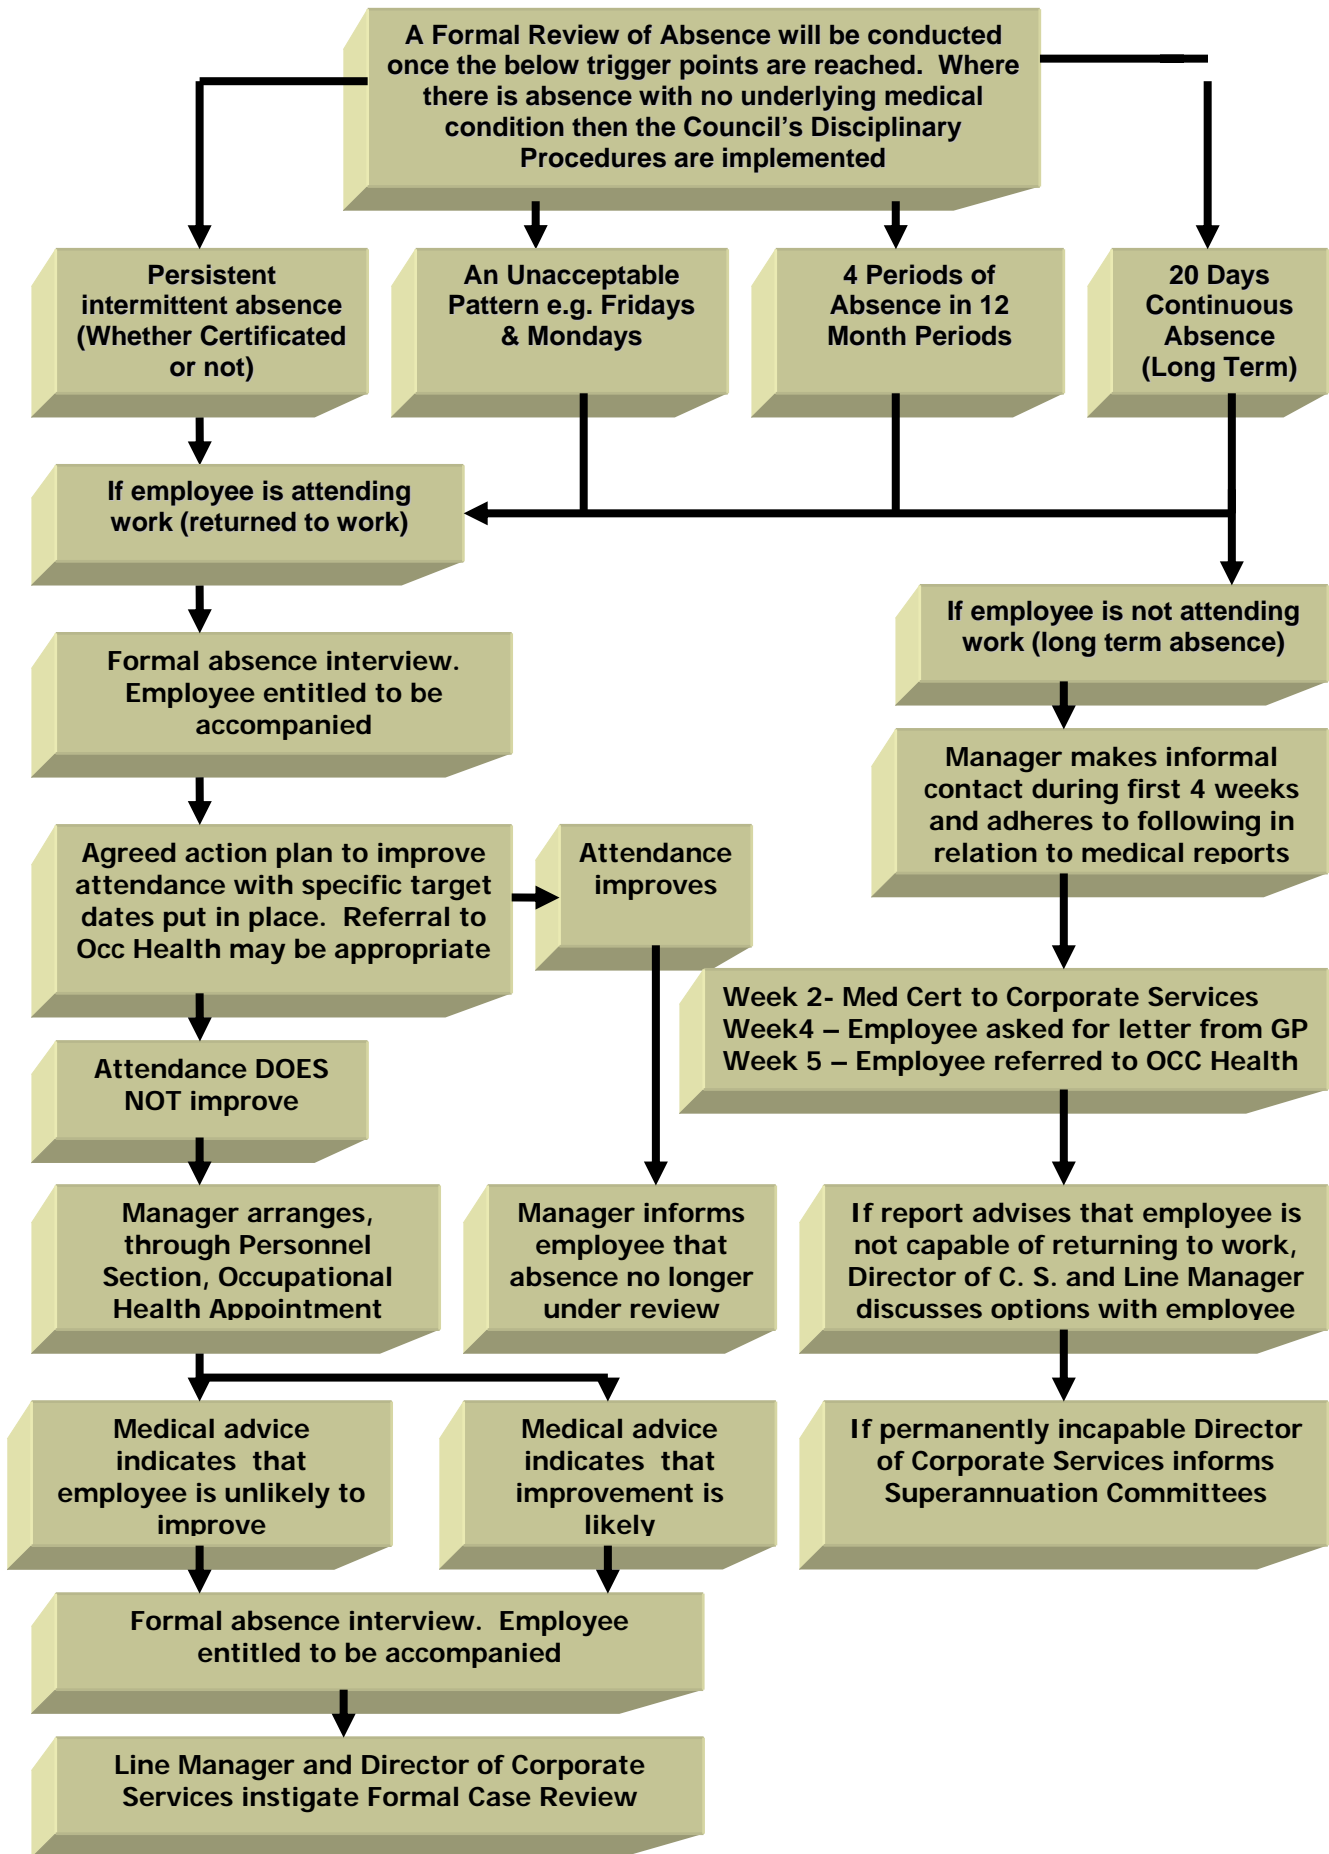 A Formal Review of Absence will be conducted
once the below trigger points are reached.  Where
there is absence with no underlying medical
condition then the Council's Disciplinary
Procedures are implemented
Persistent
intermittent absence
(Whether Certificated
or not)
An Unacceptable
Pattern e.g. Fridays
& Mondays
4 Periods of
Absence in 12
Month Periods
20 Days
Continuous
Absence
(Long Term)
If employee is attending
work (returned to work)
If employee is not attending
work (long term absence)
Formal absence interview.
Employee entitled to be
accompanied
Manager makes informal
contact during first 4 weeks
and adheres to following in
relation to medical reports
Agreed action plan to improve
attendance with specific target
dates put in place.  Referral to
Occ Health may be appropriate
Attendance
improves
Week 2- Med Cert to Corporate Services
Week4 – Employee asked for letter from GP
Week 5 – Employee referred to OCC Health
Attendance DOES
NOT improve
Manager arranges,
through Personnel
Section, Occupational
Health Appointment
Manager informs
employee that
absence no longer
under review
If report advises that employee is
not capable of returning to work,
Director of C. S. and Line Manager
discusses options with employee
Medical advice
indicates  that
employee is unlikely to
improve
Medical advice
indicates  that
improvement is
likely
If permanently incapable Director
of Corporate Services informs
Superannuation Committees
Formal absence interview.  Employee
entitled to be accompanied
Line Manager and Director of Corporate
Services instigate Formal Case Review